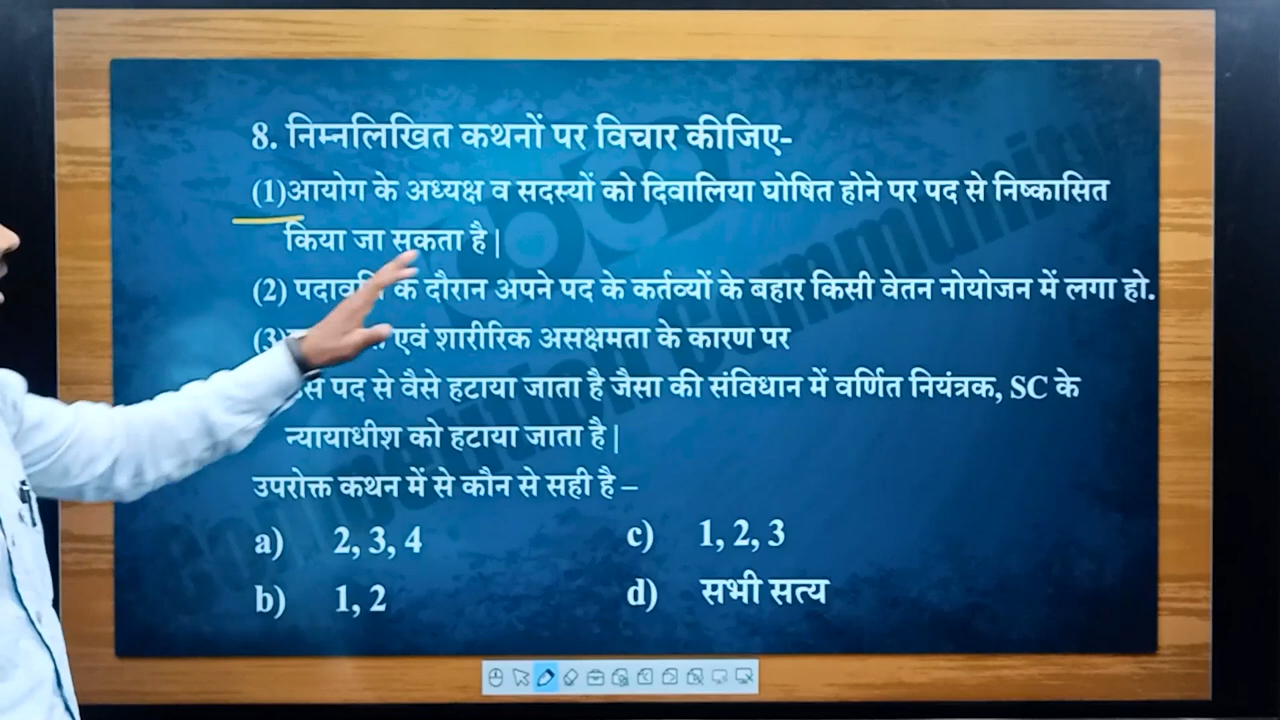 8. निम्नलिखित कथनों पर विचार कीजिए-
(1)आयोग के अध्यक्ष व सदस्यों को दिवालिया घोषित होने पर पद से निष्कासित
किया जा सकता है |
(2) के दौरान अपने पद के कर्तव्यों के बहार किसी वेतन नोयोजन में लगा हो.
(3) एवं शारीरिक असक्षमता के कारण पर
पद से वैसे हटाया जाता है जैसा की संविधान में वर्णित नियंत्रक, SC के
न्यायाधीश को हटाया जाता है |
उपरोक्त कथन में से कौन से सही है –
a) 2, 3, 4 c) 1, 2, 3
b) 1, 2 d) सभी सत्य
Competition Community